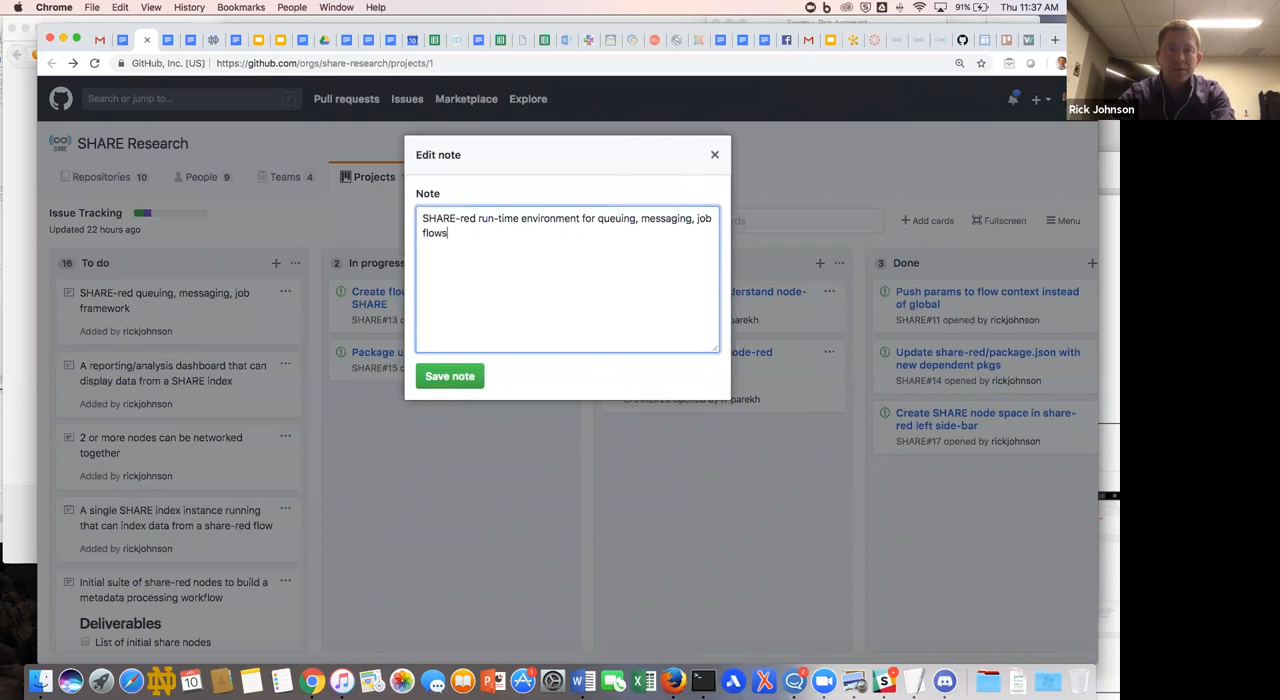 Chrome File Edit View History Bookmarks People Window Help
91% Thu 11:37 AM
GitHub, Inc. [US] https://github.com/orgs/share-research/projects/1
Search or jump to... /
Pull requests Issues Marketplace Explore
Rick Johnson
SHARE Research
Repositories 10 People 9 Teams 4 Projects
Issue Tracking
Updated 22 hours ago
Add cards Fullscreen Menu
Edit note
Note
SHARE-red run-time environment for queuing, messaging, job
flows
Save note
16 To do
SHARE-red queuing, messaging, job
framework
Added by rickjohnson
A reporting/analysis dashboard that can
display data from a SHARE index
Added by rickjohnson
2 or more nodes can be networked
together
Added by rickjohnson
A single SHARE index instance running
that can index data from a share-red flow
Added by rickjohnson
Initial suite of share-red nodes to build a
metadata processing workflow
Deliverables
List of initial share nodes
2 In progress
Create
SHARE
SHARE#13
Package
SHARE#15
node-
parekh
node-red
parekh
3 Done
Push params to flow context instead
of global
SHARE#11 opened by rickjohnson
Update share-red/package.json with
new dependent pkgs
SHARE#14 opened by rickjohnson
Create SHARE node space in share-
red left side-bar
SHARE#17 opened by rickjohnson